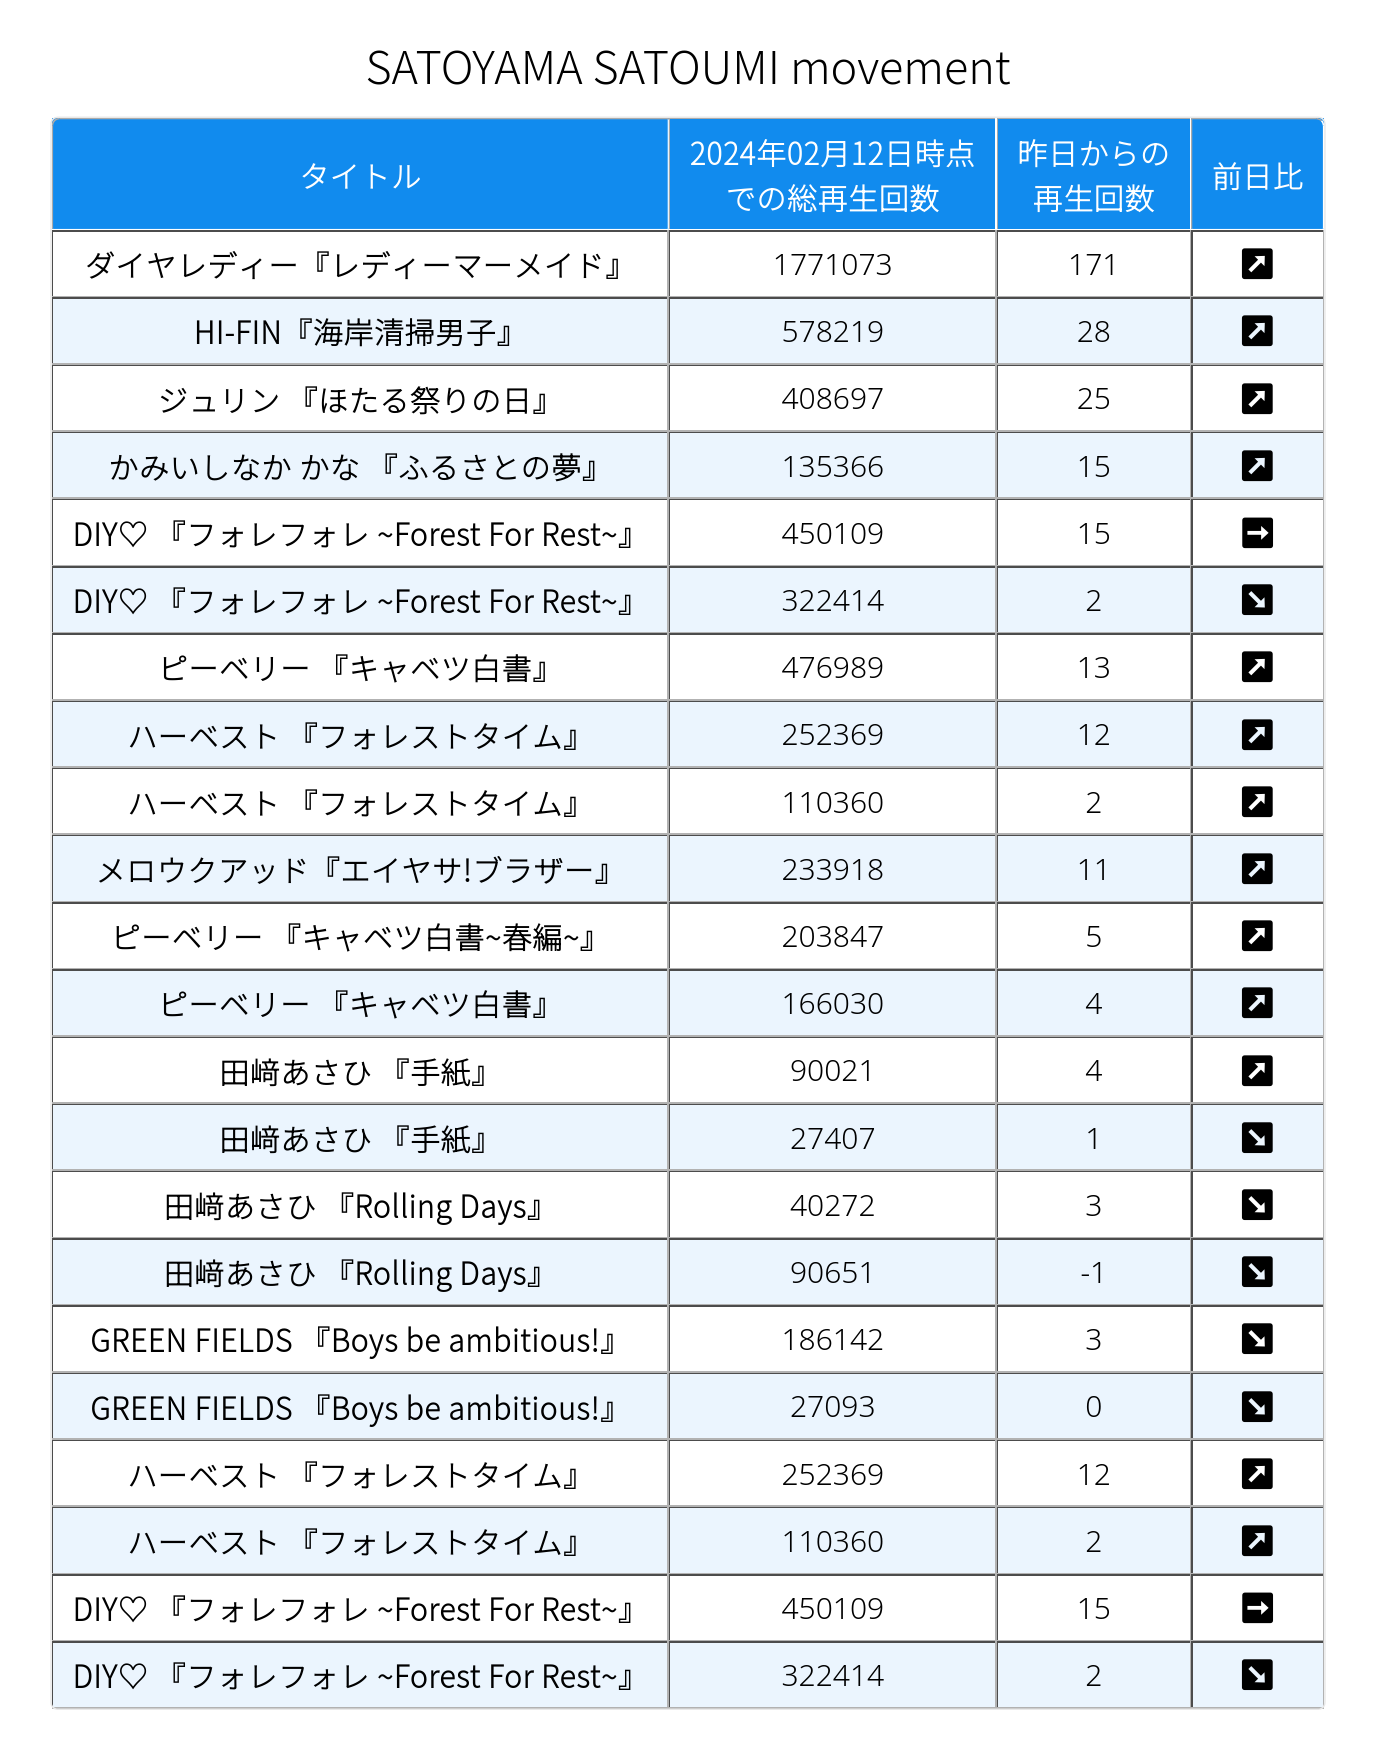 SATOYAMA SATOUMI movement
タイトル 2024年02月12日時点での総再生回数 昨日からの再生回数 前日比
ダイヤレディー『レディーマーメイド』 1771073 171 ↗
HI-FIN『海岸清掃男子』 578219 28 ↗
ジュリン 『ほたる祭りの日』 408697 25 ↗
かみいしなか かな 『ふるさとの夢』 135366 15 ↗
DIY♡ 『フォレフォレ ~Forest For Rest~』 450109 15 →
DIY♡ 『フォレフォレ ~Forest For Rest~』 322414 2 ↘
ピーベリー 『キャベツ白書』 476989 13 ↗
ハーベスト 『フォレストタイム』 252369 12 ↗
ハーベスト 『フォレストタイム』 110360 2 ↗
メロウクアッド『エイヤサ!ブラザー』 233918 11 ↗
ピーベリー 『キャベツ白書~春編~』 203847 5 ↗
ピーベリー 『キャベツ白書』 166030 4 ↗
田﨑あさひ 『手紙』 90021 4 ↗
田﨑あさひ 『手紙』 27407 1 ↘
田﨑あさひ 『Rolling Days』 40272 3 ↘
田﨑あさひ 『Rolling Days』 90651 -1 ↘
GREEN FIELDS 『Boys be ambitious!』 186142 3 ↘
GREEN FIELDS 『Boys be ambitious!』 27093 0 ↘
ハーベスト 『フォレストタイム』 252369 12 ↗
ハーベスト 『フォレストタイム』 110360 2 ↗
DIY♡ 『フォレフォレ ~Forest For Rest~』 450109 15 →
DIY♡ 『フォレフォレ ~Forest For Rest~』 322414 2 ↘